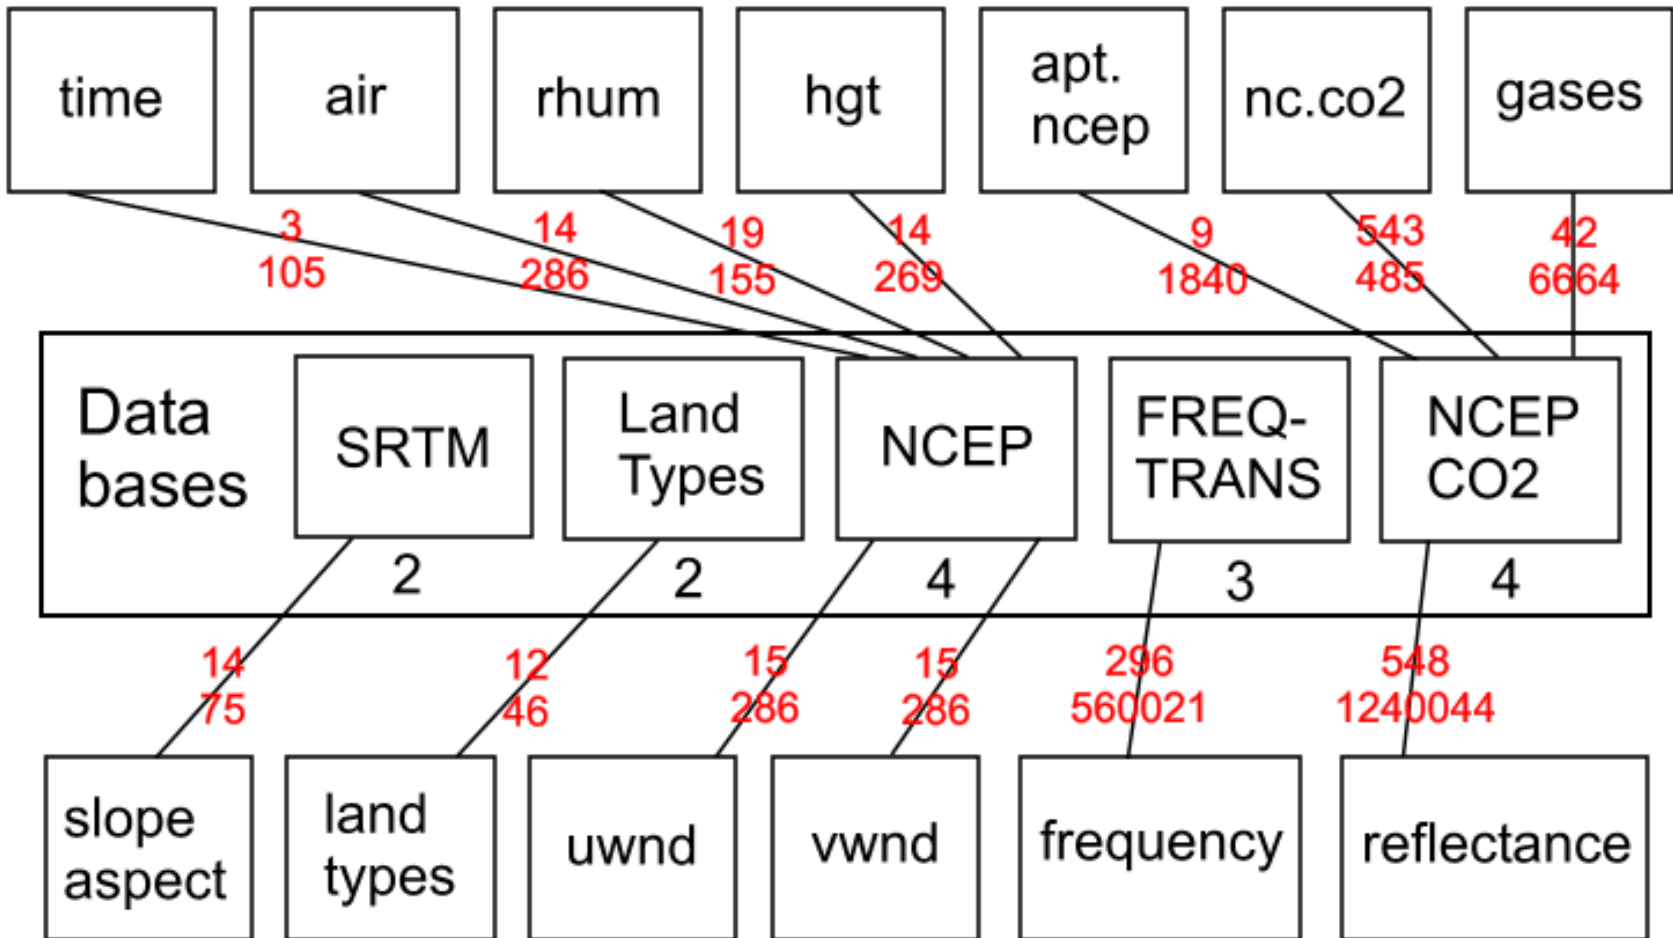 time
air
rhum
hgt
apt.
ncep
nc.co2
gases
3
105
14
286
19
155
14
269
9
1840
543
485
42
6664
Data
bases
SRTM
2
Land
Types
2
NCEP
4
FREQ-
TRANS
3
NCEP
CO2
4
14
75
12
46
15
286
15
286
296
560021
548
1240044
slope
aspect
land
types
uwnd
vwnd
frequency
reflectance